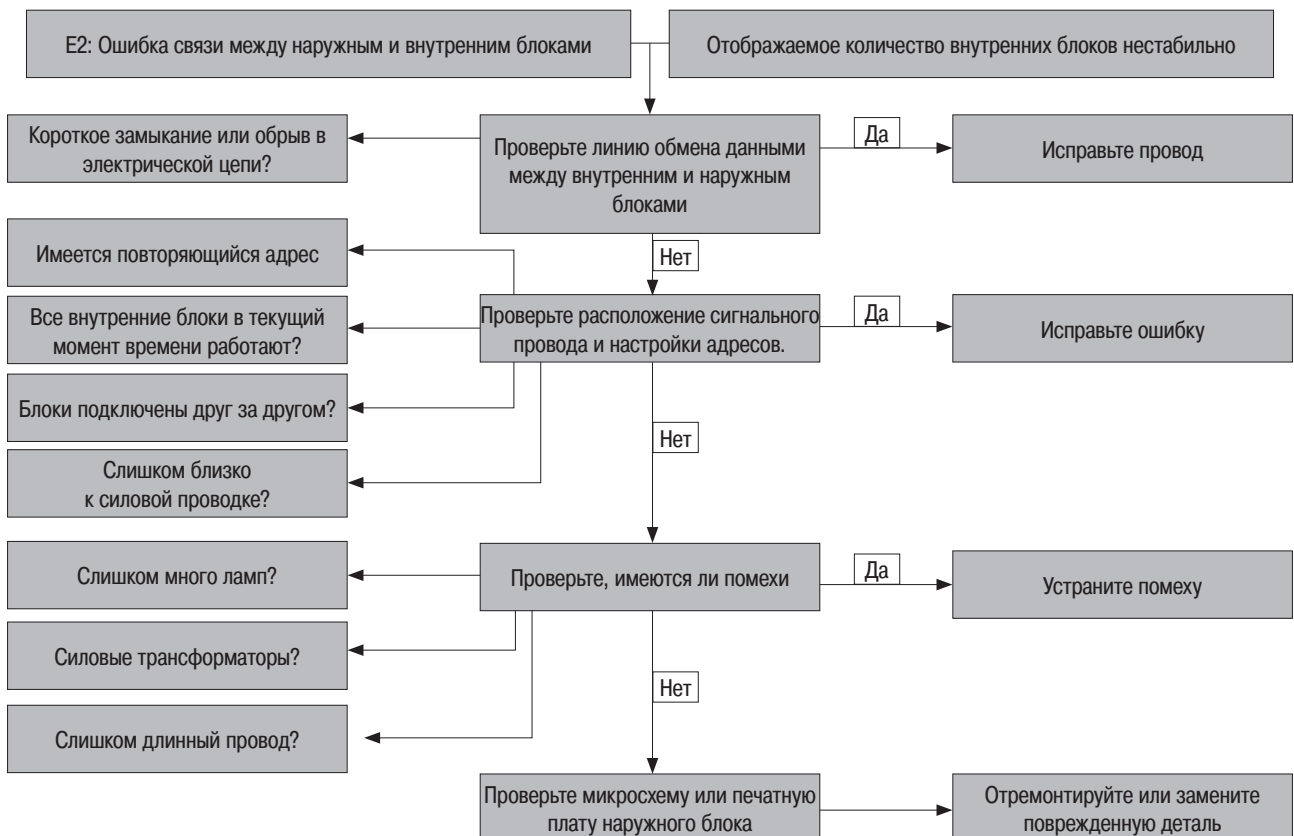 E2: Ошибка связи между наружным и внутренним блоками
Отображаемое количество внутренних блоков нестабильно
Короткое замыкание или обрыв в
электрической цепи?
Проверьте линию обмена данными
между внутренним и наружным
блоками
Да
Исправьте провод
Имеется повторяющийся адрес
Нет
Все внутренние блоки в текущий
момент времени работают?
Проверьте расположение сигнального
провода и настройки адресов.
Да
Исправьте ошибку
Блоки подключены друг за другом?
Нет
Слишком близко
к силовой проводке?
Слишком много ламп?
Проверьте, имеются ли помехи
Да
Устраните помеху
Силовые трансформаторы?
Нет
Слишком длинный провод?
Проверьте микросхему или печатную
плату наружного блока
Отремонтируйте или замените
поврежденную деталь